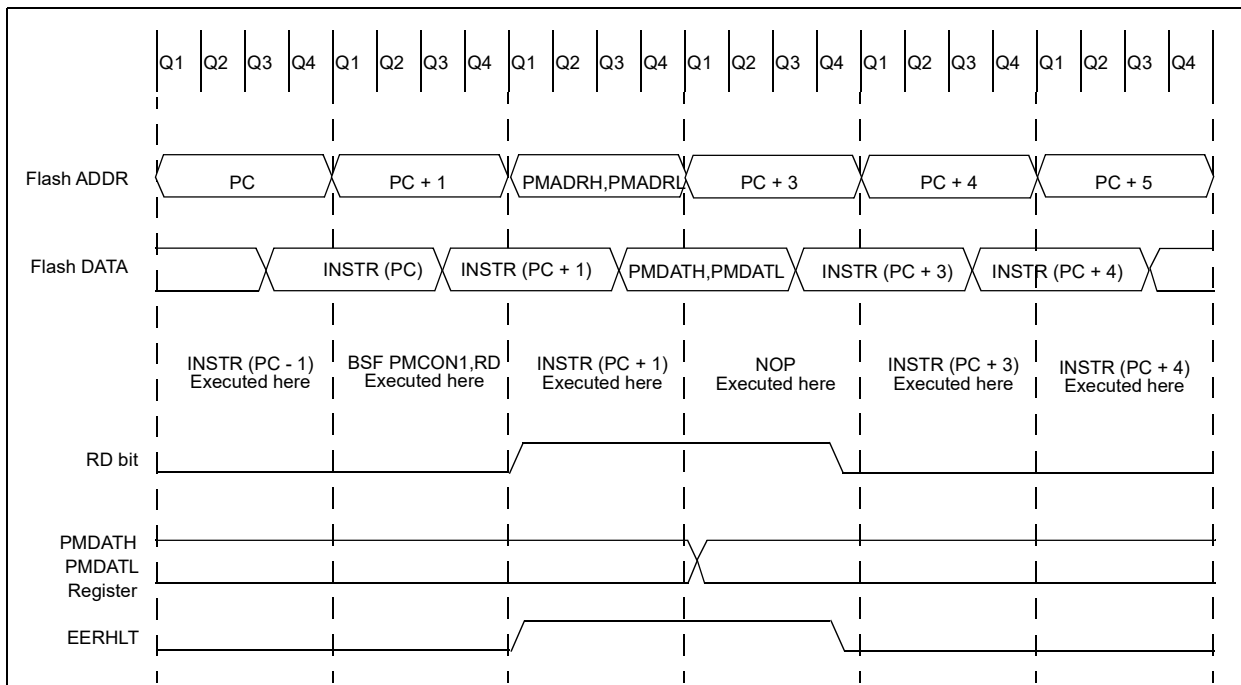 Q1 Q2 Q3 Q4 Q1 Q2 Q3 Q4 Q1 Q2 Q3 Q4 Q1 Q2 Q3 Q4 Q1 Q2 Q3 Q4 Q1 Q2 Q3 Q4
Flash ADDR PC PC + 1 PMADRH,PMADRL PC + 3 PC + 4 PC + 5
Flash DATA INSTR (PC) INSTR (PC + 1) PMDATH,PMDATL INSTR (PC + 3) INSTR (PC + 4)
INSTR (PC - 1) BSF PMCON1,RD INSTR (PC + 1) NOP INSTR (PC + 3) INSTR (PC + 4)
Executed here Executed here Executed here Executed here Executed here Executed here
RD bit
PMDATH
PMDATL
Register
EERHLT